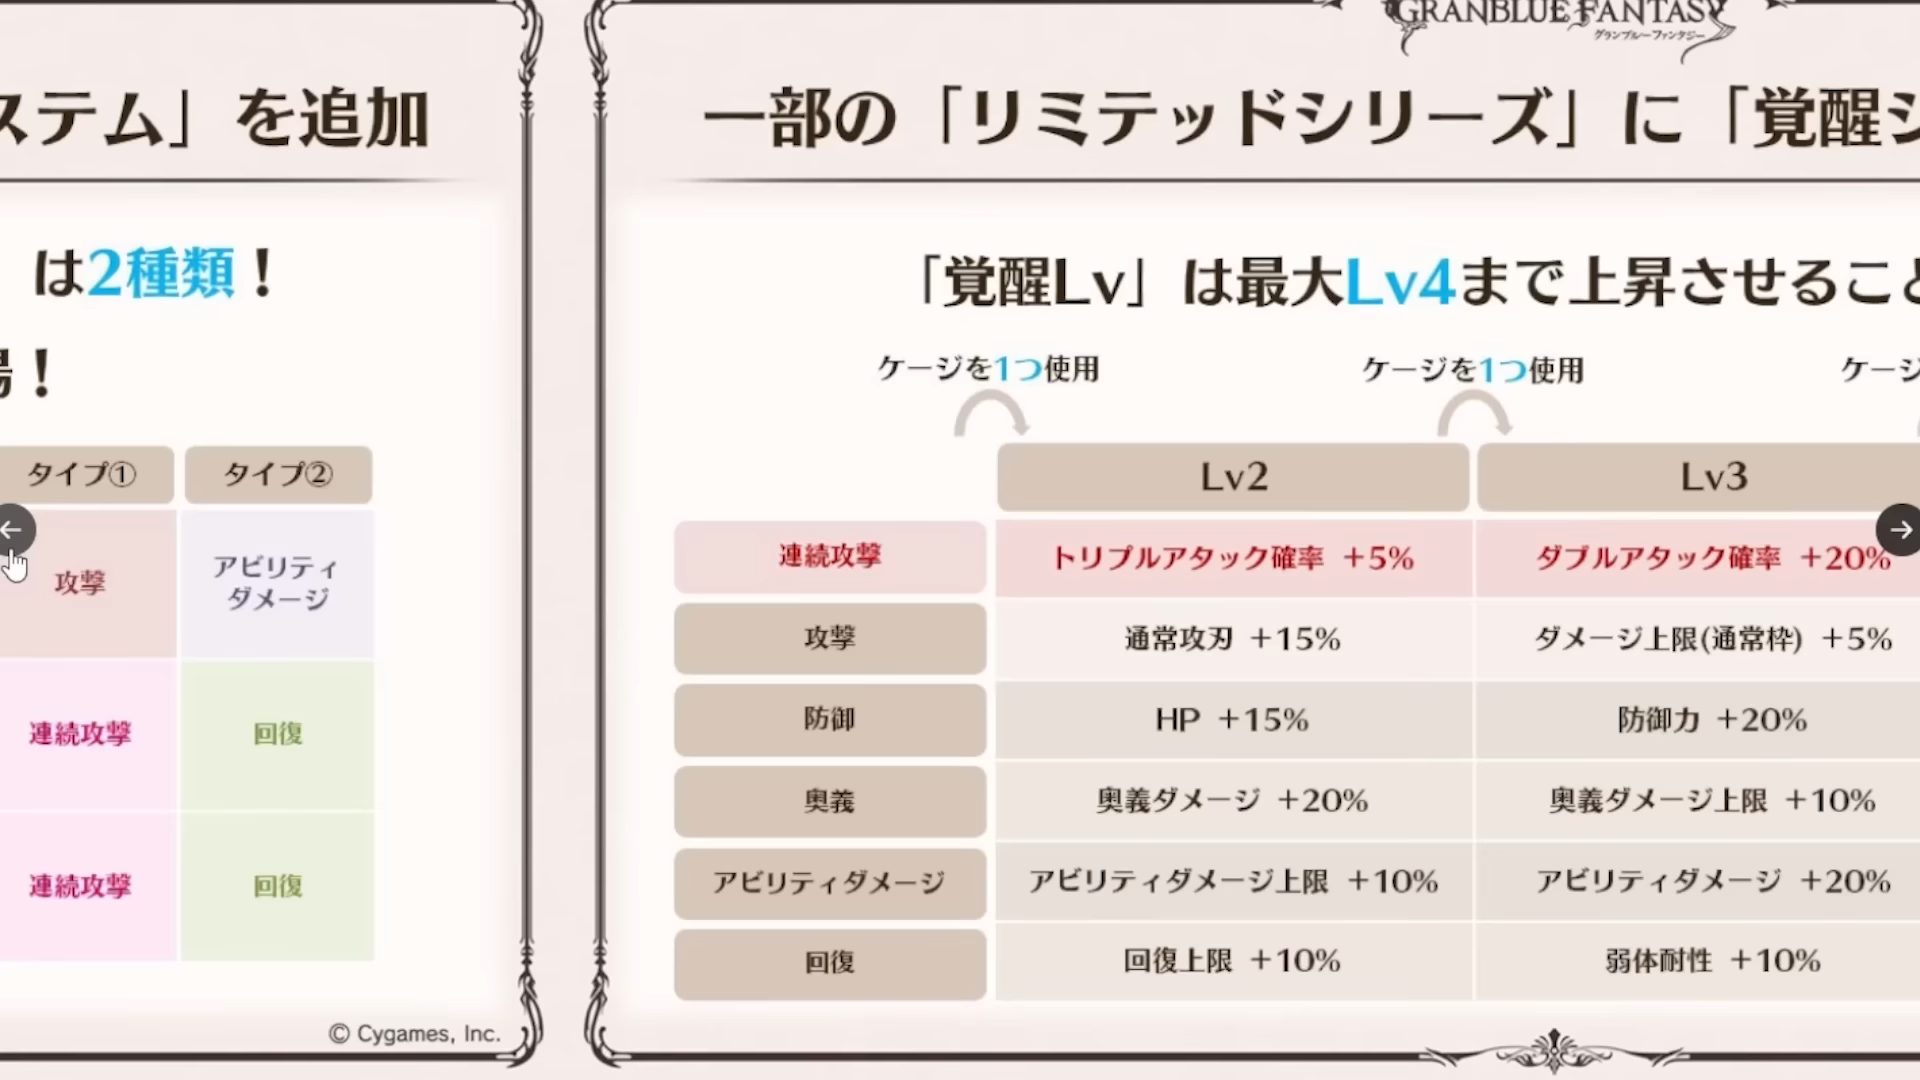 ステム」を追加
は2種類！
場！
タイプ① タイプ②
攻撃 アビリティ
ダメージ
連続攻撃 回復
連続攻撃 回復
© Cygames, Inc.
GRANBLUE FANTASY
グランブルーファンタジー
一部の「リミテッドシリーズ」に「覚醒シ
「覚醒Lv」は最大Lv4まで上昇させること
ケージを1つ使用 ケージを1つ使用 ケージ
Lv2 Lv3
連続攻撃 トリプルアタック確率 +5% ダブルアタック確率 +20%
攻撃 通常攻刃 +15% ダメージ上限(通常枠) +5%
防御 HP +15% 防御力 +20%
奥義 奥義ダメージ +20% 奥義ダメージ上限 +10%
アビリティダメージ アビリティダメージ上限 +10% アビリティダメージ +20%
回復 回復上限 +10% 弱体耐性 +10%